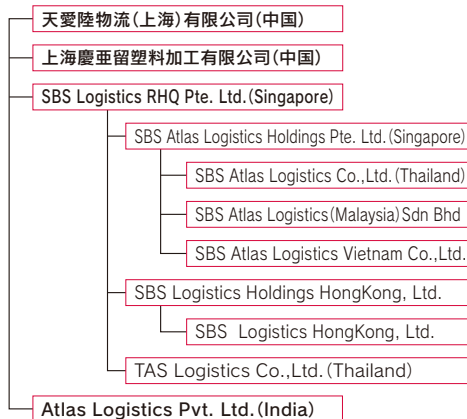 天愛陸物流（上海）有限公司（中国）
上海慶亜留塑料加工有限公司（中国）
SBS Logistics RHQ Pte. Ltd.（Singapore）
SBS Atlas Logistics Holdings Pte. Ltd.（Singapore）
SBS Atlas Logistics Co.,Ltd.（Thailand）
SBS Atlas Logistics（Malaysia）Sdn Bhd
SBS Atlas Logistics Vietnam Co.,Ltd.
SBS Logistics Holdings HongKong, Ltd.
SBS Logistics HongKong, Ltd.
TAS Logistics Co.,Ltd.（Thailand）
Atlas Logistics Pvt. Ltd.（India）